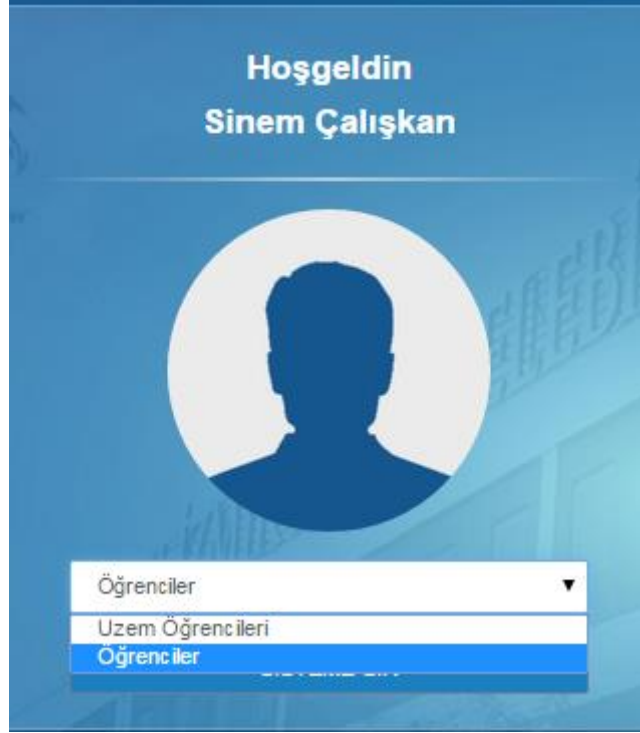 Hoşgeldin
Sinem Çalışkan
Öğrenciler
Uzem Öğrencileri
Öğrenciler